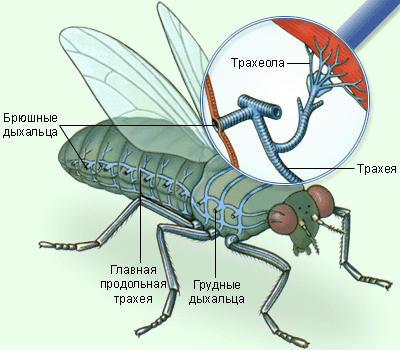 Трахеола
Брюшные
дыхальца
Трахея
Главная
продольная
трахея
Грудные
дыхальца